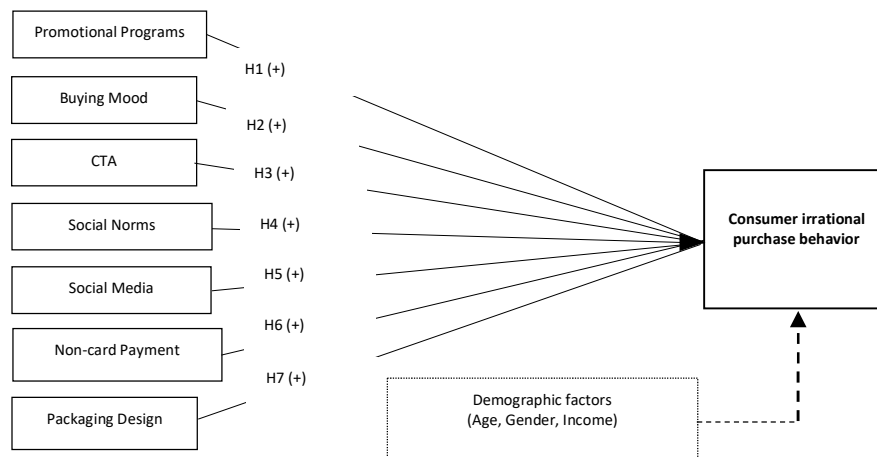 Promotional Programs
H1 (+)
Buying Mood
H2 (+)
CTA
H3 (+)
Social Norms
H4 (+)
Social Media
H5 (+)
Non-card Payment
H6 (+)
Packaging Design
H7 (+)
Consumer irrational
purchase behavior
Demographic factors
(Age, Gender, Income)